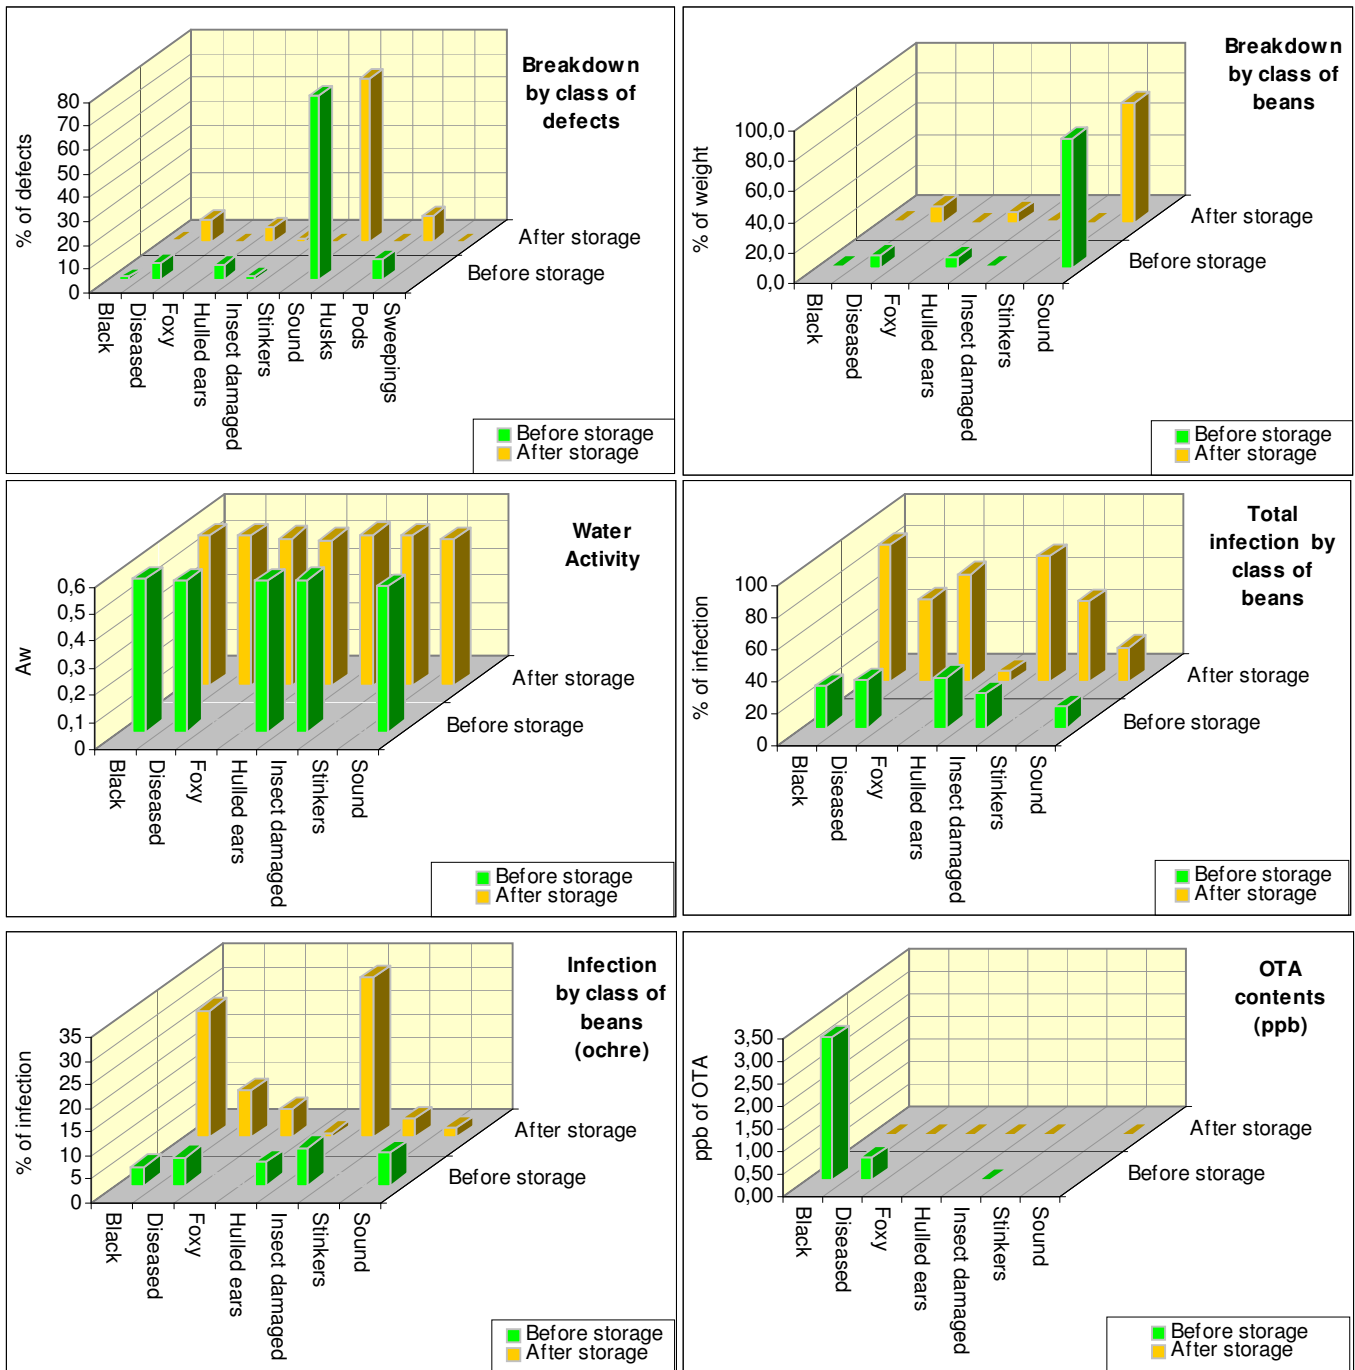 Breakdown
by class of
defects
% of defects
80
70
60
50
40
30
20
10
0
Black
Diseased
Foxy
Hulled ears
Insect damaged
Stinkers
Sound
Husks
Pods
Sweepings
After storage
Before storage
Before storage
After storage
Breakdown
by class of
beans
% of weight
100,0
80,0
60,0
40,0
20,0
0,0
Black
Diseased
Foxy
Hulled ears
Insect damaged
Stinkers
Sound
After storage
Before storage
Before storage
After storage
Water
Activity
Aw
0,6
0,5
0,4
0,3
0,2
0,1
0
Black
Diseased
Foxy
Hulled ears
Insect damaged
Stinkers
Sound
After storage
Before storage
Before storage
After storage
Total
infection by
class of
beans
% of infection
100
80
60
40
20
0
Black
Diseased
Foxy
Hulled ears
Insect damaged
Stinkers
Sound
After storage
Before storage
Before storage
After storage
Infection
by class of
beans
(ochre)
% of infection
35
30
25
20
15
10
5
0
Black
Diseased
Foxy
Hulled ears
Insect damaged
Stinkers
Sound
After storage
Before storage
Before storage
After storage
OTA
contents
(ppb)
ppb of OTA
3,50
3,00
2,50
2,00
1,50
1,00
0,50
0,00
Black
Diseased
Foxy
Hulled ears
Insect damaged
Stinkers
Sound
After storage
Before storage
Before storage
After storage